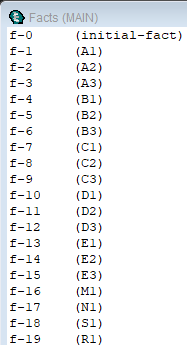 Facts (MAIN)
f-0 (initial-fact)
f-1 (A1)
f-2 (A2)
f-3 (A3)
f-4 (B1)
f-5 (B2)
f-6 (B3)
f-7 (C1)
f-8 (C2)
f-9 (C3)
f-10 (D1)
f-11 (D2)
f-12 (D3)
f-13 (E1)
f-14 (E2)
f-15 (E3)
f-16 (M1)
f-17 (N1)
f-18 (S1)
f-19 (R1)